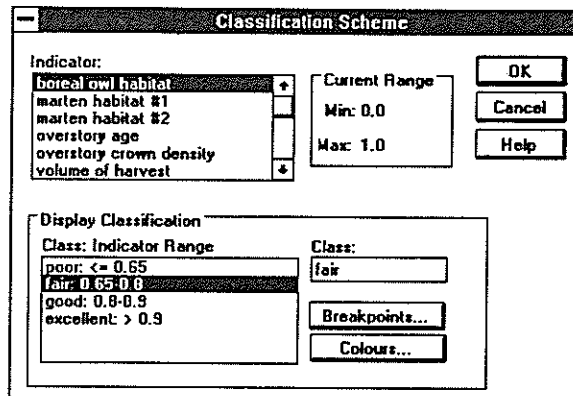 Classification Scheme
Indicator:
boreal owl habitat
marten habitat #1
marten habitat #2
overstory age
overstory crown density
volume of harvest
Current Range
Min: 0.0
Max: 1.0
OK
Cancel
Help
Display Classification
Class: Indicator Range
poor: <= 0.65
fair: 0.65-0.8
good: 0.8-0.9
excellent: > 0.9
Class:
fair
Breakpoints...
Colours...